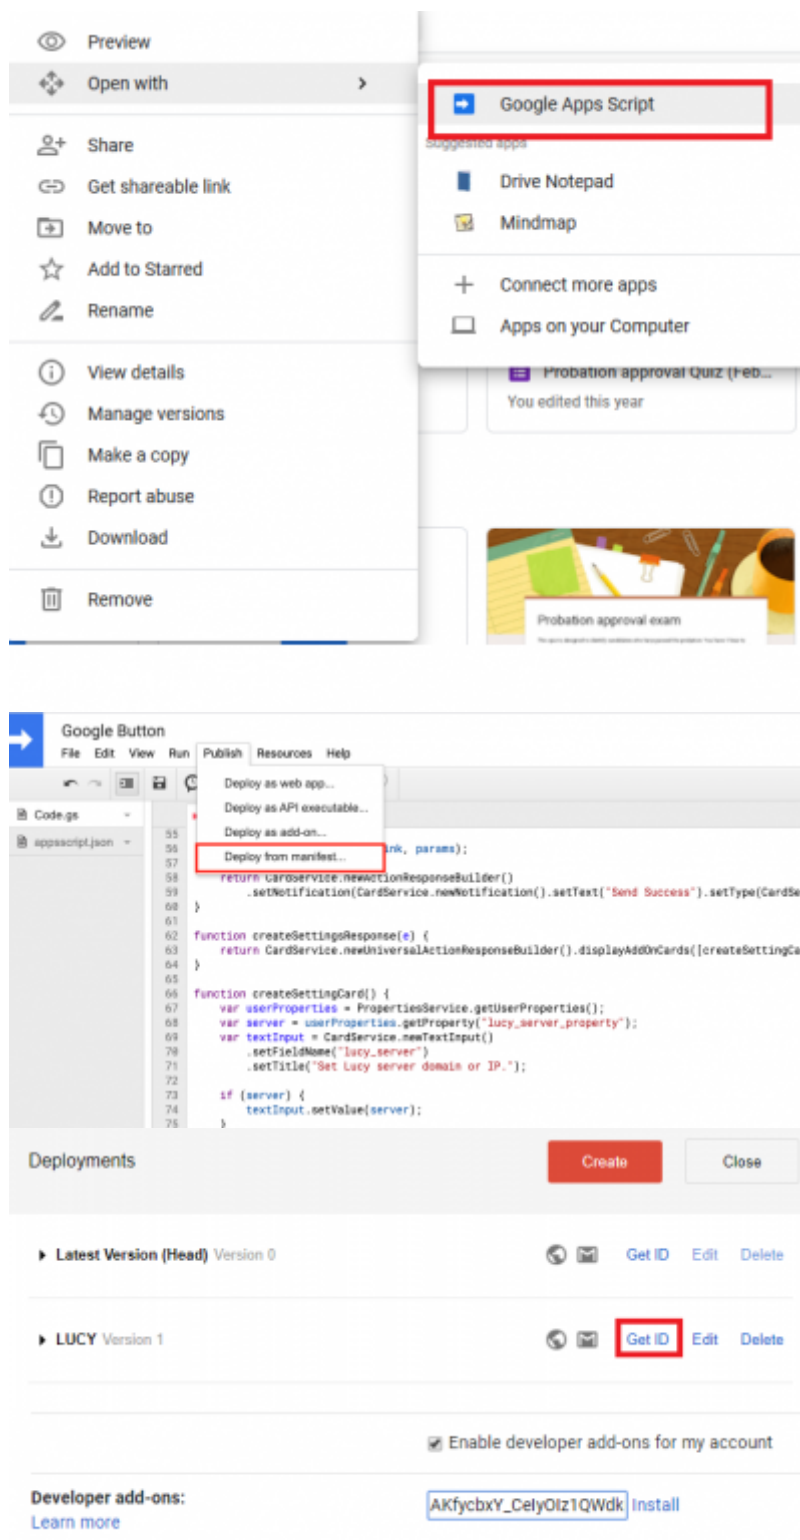 Preview
Open with
Google Apps Script
Suggested apps
Share
Get shareable link
Drive Notepad
Move to
Mindmap
Add to Starred
Connect more apps
Rename
Apps on your Computer
View details
Probation approval Quiz (Feb...
Manage versions
You edited this year
Make a copy
Report abuse
Download
Remove
Probation approval exam
Google Button
File Edit View Run Publish Resources Help
Deploy as web app...
Deploy as API executable...
Deploy as add-on...
Deploy from manifest...
Code.gs
appsscript.json
55
56 ink, params);
57
58 return CardService.newActionResponseBuilder()
59 .setNotification(CardService.newNotification().setText("Send Success").setType(CardSe
60 }
61
62 function createSettingsResponse(e) {
63 return CardService.newUniversalActionResponseBuilder().displayAddOnCards([createSettingCa
64 }
65
66 function createSettingCard() {
67 var userProperties = PropertiesService.getUserProperties();
68 var server = userProperties.getProperty("lucy_server_property");
69 var textInput = CardService.newTextInput()
70 .setFieldName("lucy_server")
71 .setTitle("Set Lucy server domain or IP.");
72
73 if (server) {
74 textInput.setValue(server);
75 }
Deployments Create Close
Latest Version (Head) Version 0 Get ID Edit Delete
LUCY Version 1 Get ID Edit Delete
Enable developer add-ons for my account
Developer add-ons: AKfycbxY_CelyOIz1QWdk Install
Learn more